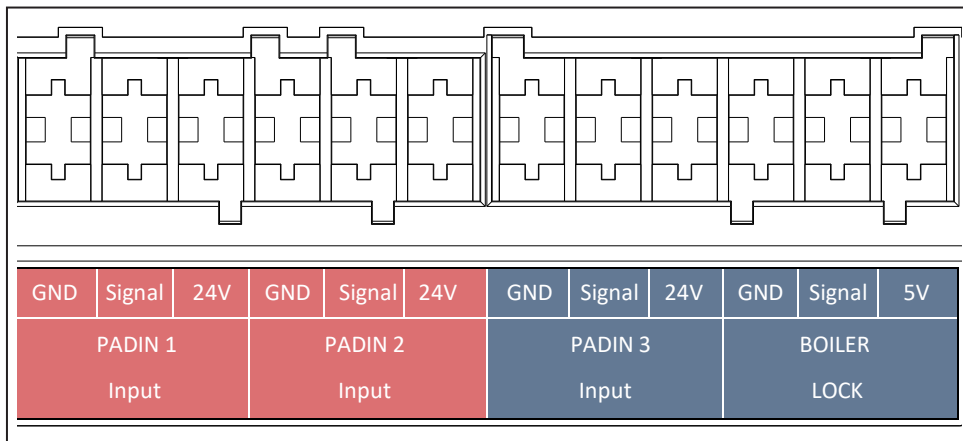 GND Signal 24V GND Signal 24V GND Signal 24V GND Signal 5V
PADIN 1 PADIN 2 PADIN 3 BOILER
Input Input Input LOCK